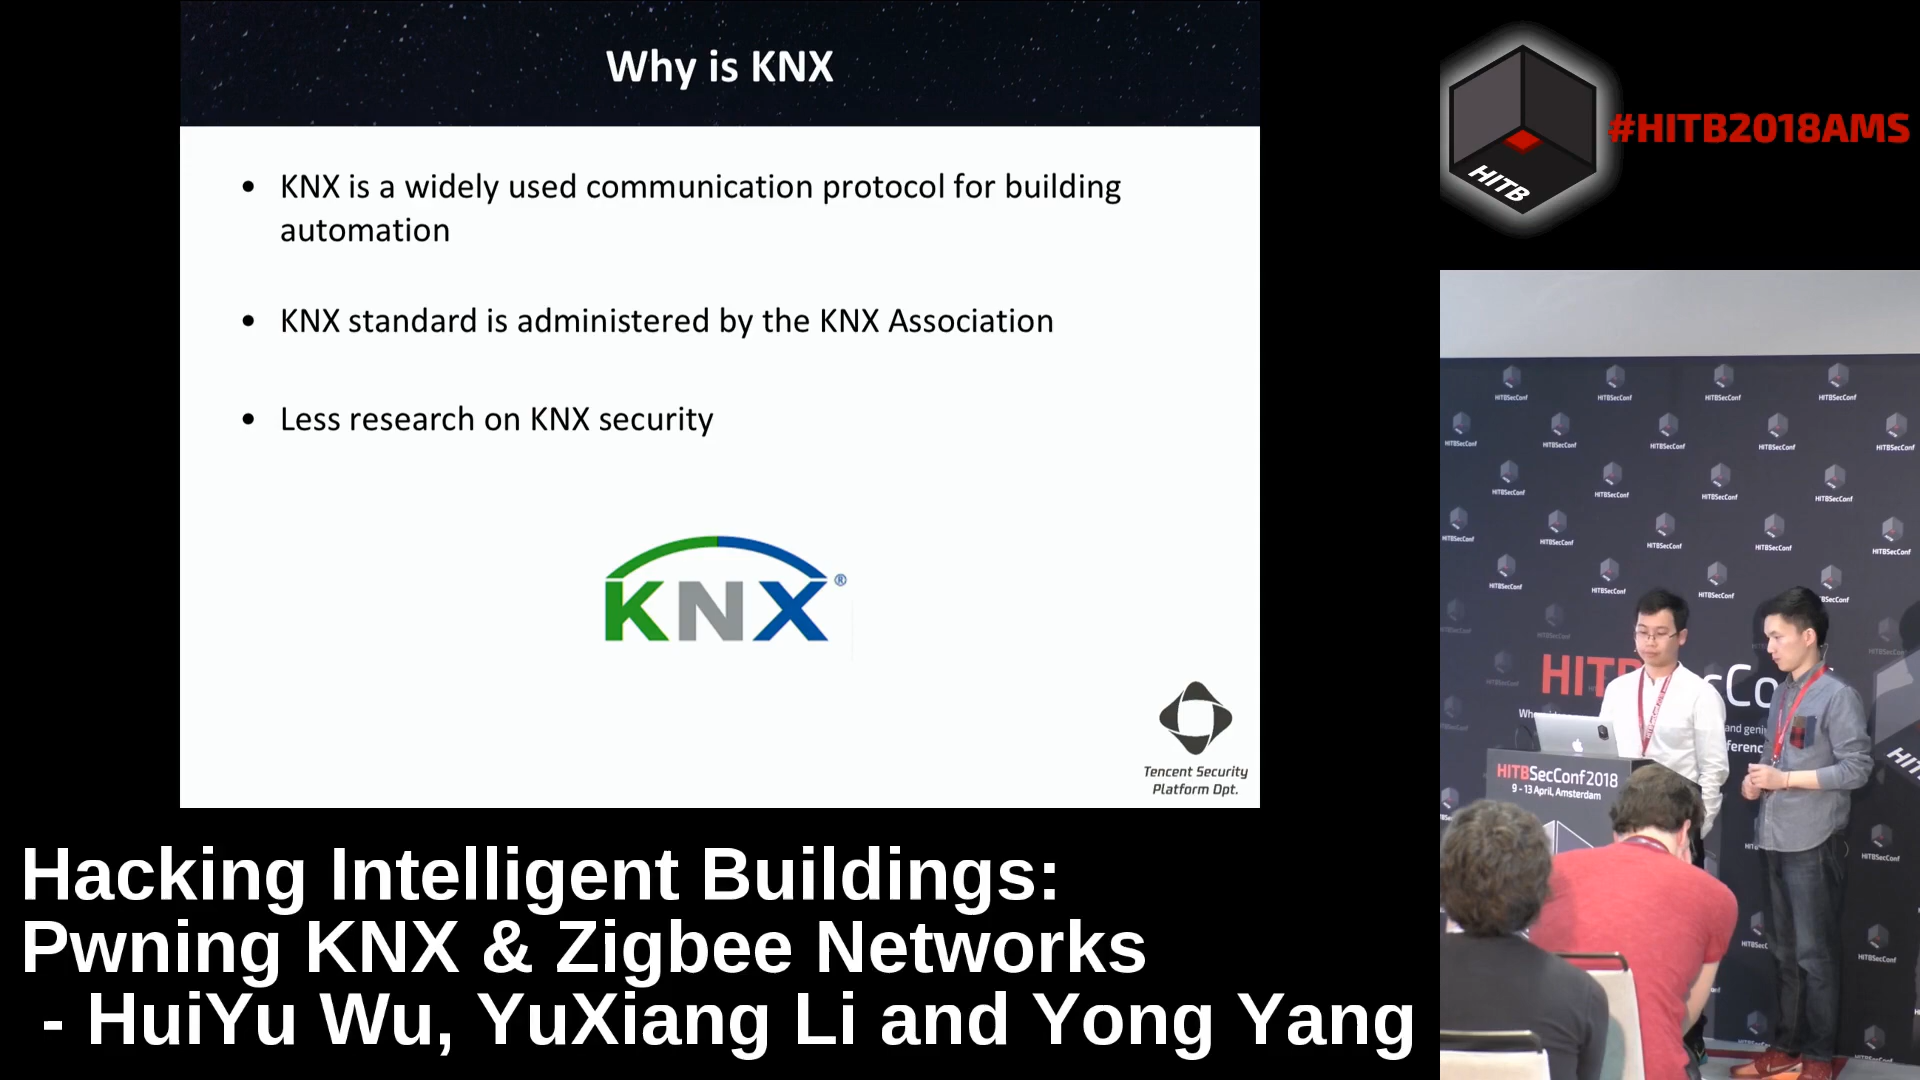 Why is KNX
• KNX is a widely used communication protocol for building
automation
• KNX standard is administered by the KNX Association
• Less research on KNX security
KNX®
Tencent Security
Platform Dpt.
HITB
#HITB2018AMS
HITBSecConf
HITBSecConf2018
9 - 13 April, Amsterdam
Hacking Intelligent Buildings:
Pwning KNX & Zigbee Networks
- HuiYu Wu, YuXiang Li and Yong Yang